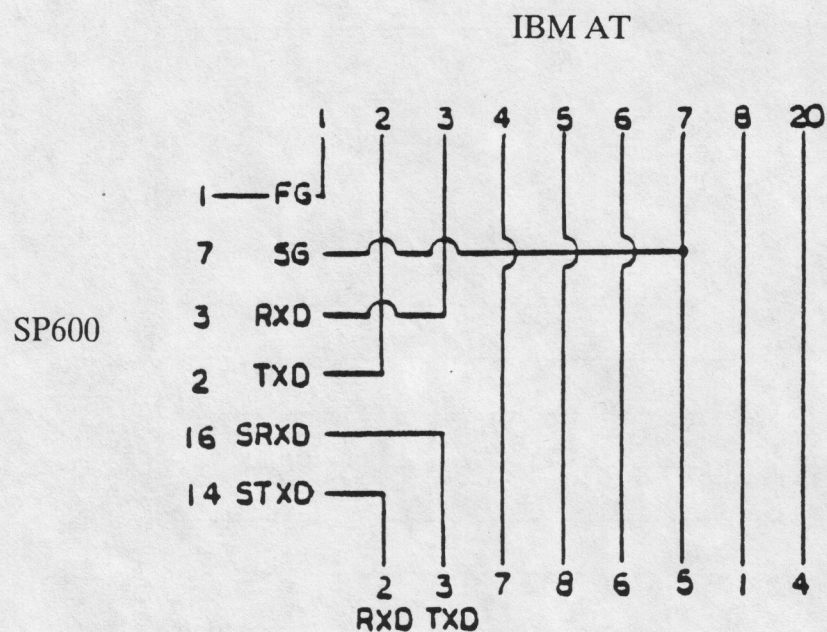 IBM AT
1 2 3 4 5 6 7 8 20
1 FG
7 SG
3 RXD
SP600
2 TXD
16 SRXD
14 STXD
2 3 7 8 6 5 1 4
RXD TXD